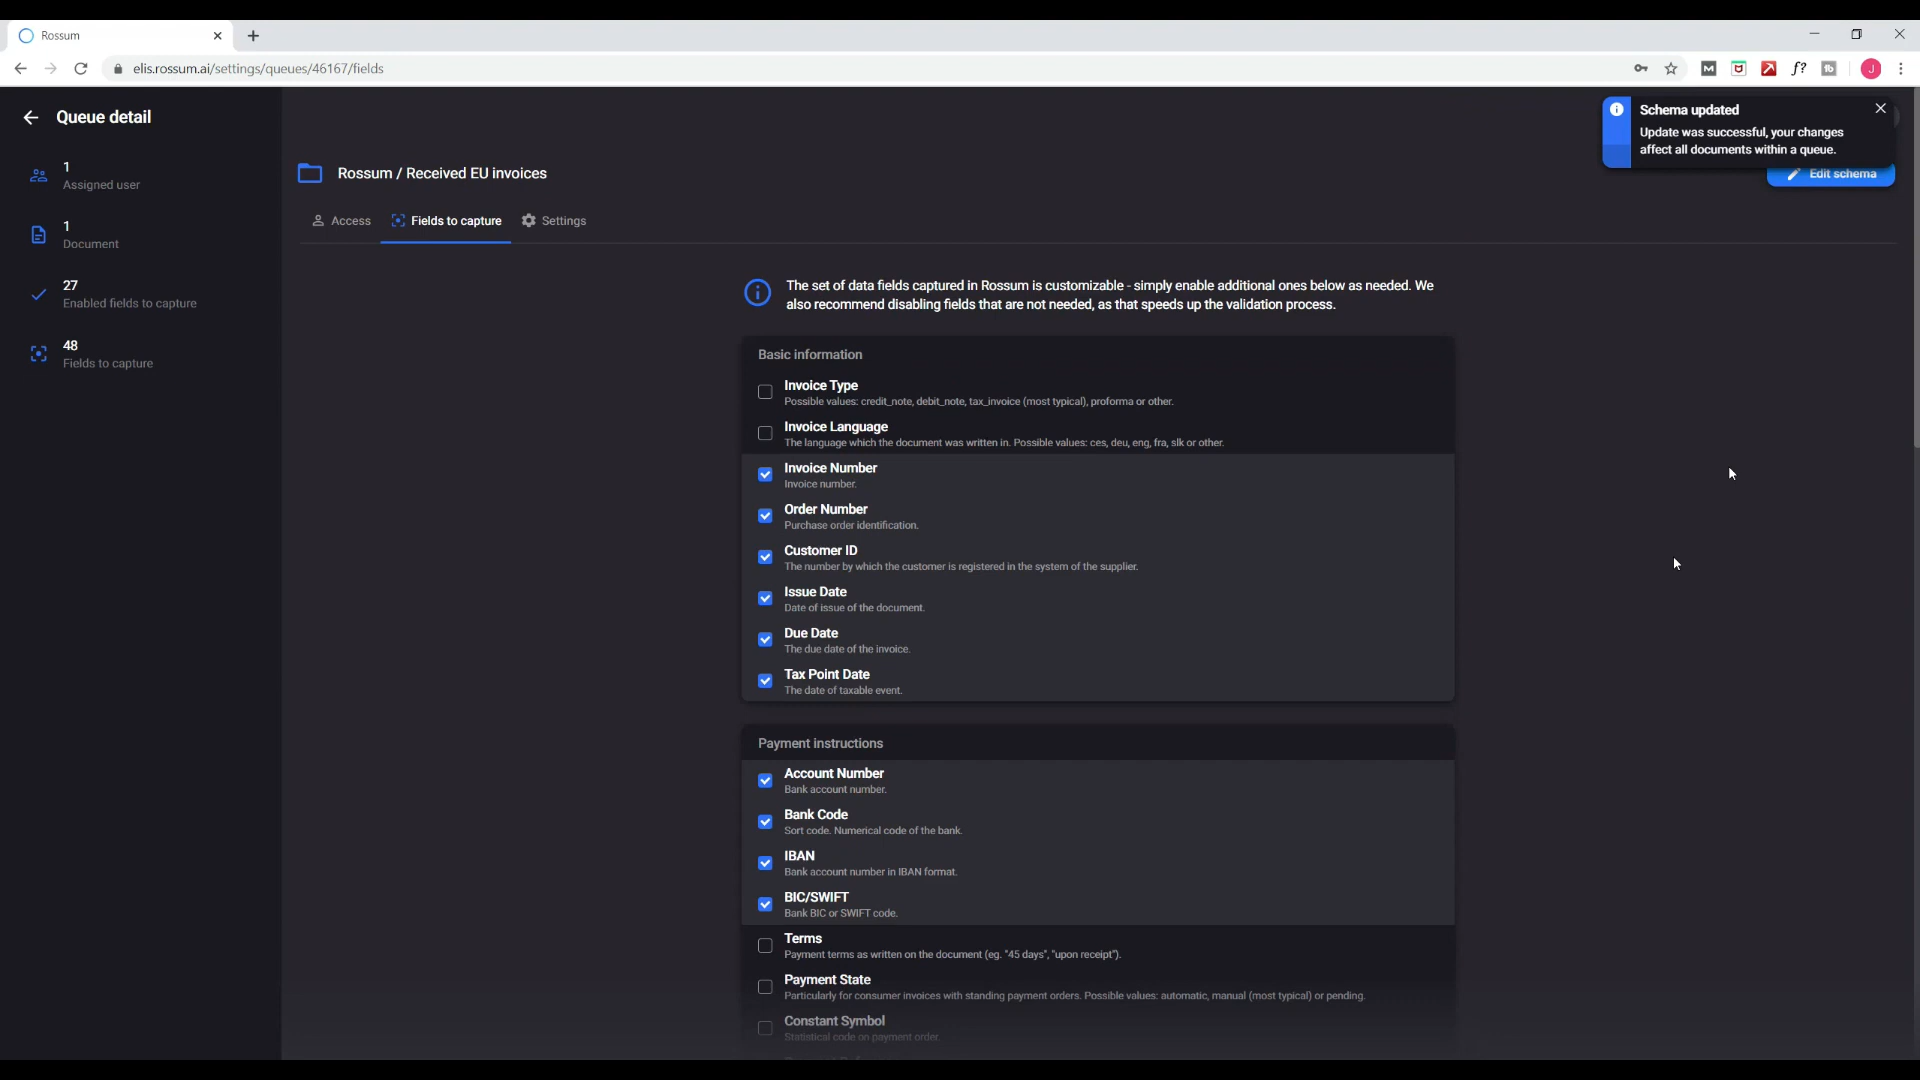 Rossum
elis.rossum.ai/settings/queues/46167/fields
M
f?
tb
J
Queue detail
1
Assigned user
1
Document
27
Enabled fields to capture
48
Fields to capture
Schema updated
Update was successful, your changes
affect all documents within a queue.
Rossum / Received EU invoices
Edit schema
Access
Fields to capture
Settings
The set of data fields captured in Rossum is customizable - simply enable additional ones below as needed. We
also recommend disabling fields that are not needed, as that speeds up the validation process.
Basic information
Invoice Type
Possible values: credit_note, debit_note, tax_invoice (most typical), proforma or other.
Invoice Language
The language which the document was written in. Possible values: ces, deu, eng, fra, slk or other.
Invoice Number
Invoice number.
Order Number
Purchase order identification.
Customer ID
The number by which the customer is registered in the system of the supplier.
Issue Date
Date of issue of the document.
Due Date
The due date of the invoice.
Tax Point Date
The date of taxable event.
Payment instructions
Account Number
Bank account number.
Bank Code
Sort code. Numerical code of the bank.
IBAN
Bank account number in IBAN format.
BIC/SWIFT
Bank BIC or SWIFT code.
Terms
Payment terms as written on the document (eg. "45 days", "upon receipt").
Payment State
Particularly for consumer invoices with standing payment orders. Possible values: automatic, manual (most typical) or pending.
Constant Symbol
Statistical code on payment order.